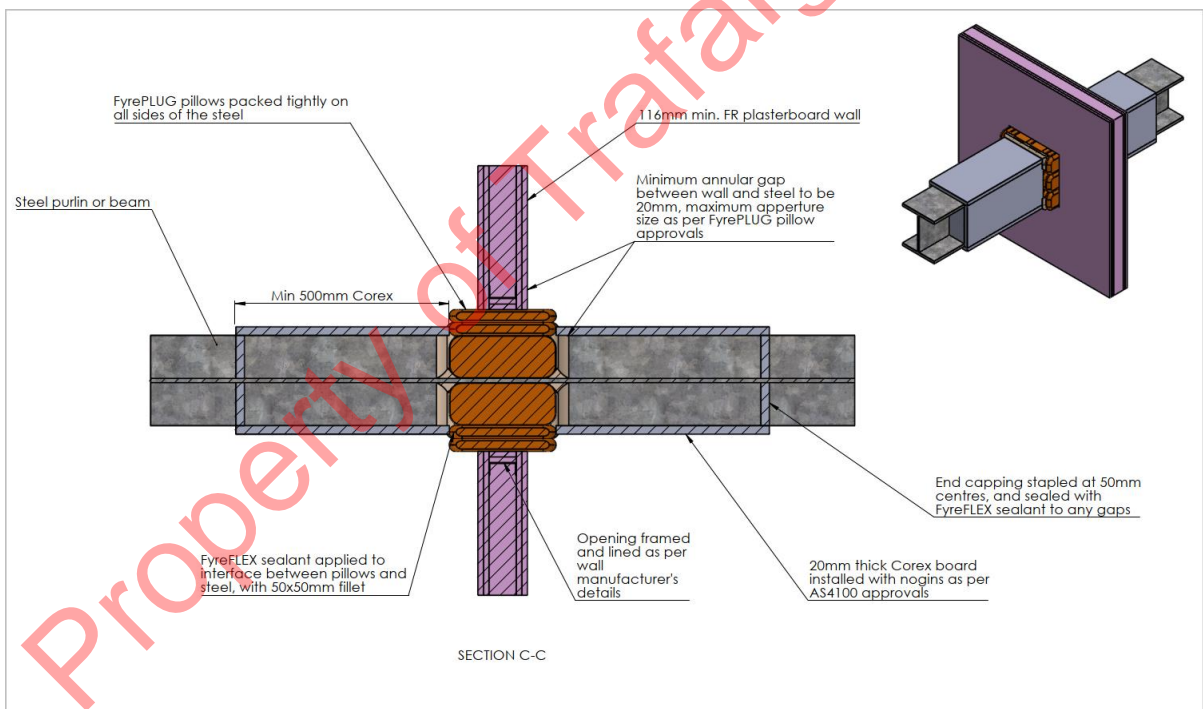 FyrePLUG pillows packed tightly on
all sides of the steel
116mm min. FR plasterboard wall
Steel purlin or beam
Minimum annular gap
between wall and steel to be
20mm, maximum apperture
size as per FyrePLUG pillow
approvals
Min 500mm Corex
End capping stapled at 50mm
centres, and sealed with
FyreFLEX sealant to any gaps
FyreFLEX sealant applied to
interface between pillows and
steel, with 50x50mm fillet
Opening framed
and lined as per
wall
manufacturer's
details
20mm thick Corex board
installed with nogins as per
AS4100 approvals
SECTION C-C
Property of Trafalg